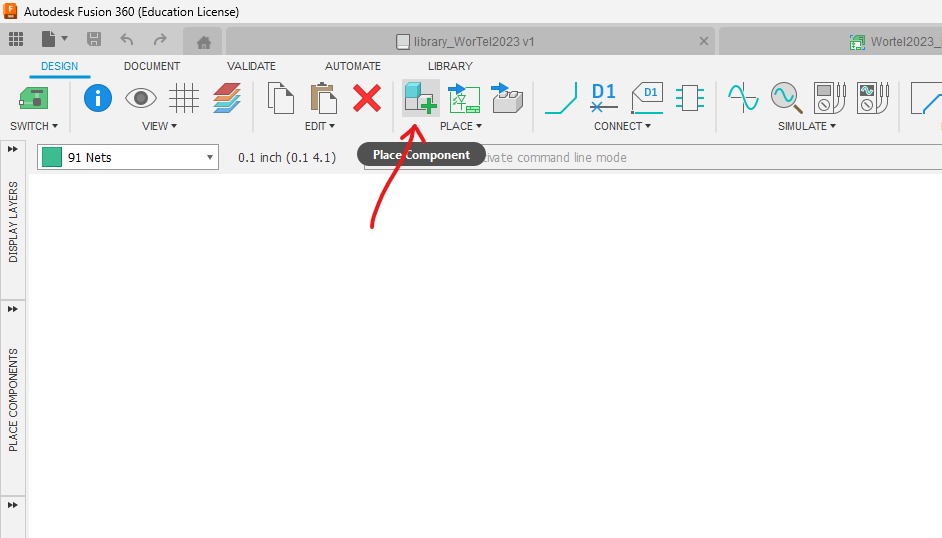 Autodesk Fusion 360 (Education License)
library_WorTel2023 v1
Wortel2023_
DESIGN DOCUMENT VALIDATE AUTOMATE LIBRARY
D1 D1
SWITCH VIEW EDIT PLACE CONNECT SIMULATE
91 Nets 0.1 inch (0.1 4.1) Place Component command line mode
DISPLAY LAYERS
PLACE COMPONENTS